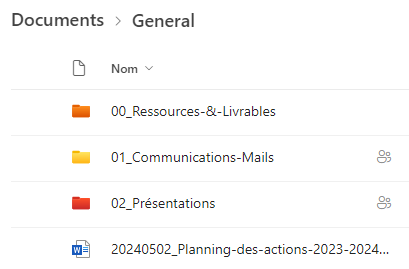 Documents > General
Nom
00_Ressources-&-Livrables
01_Communications-Mails
02_Présentations
20240502_Planning-des-actions-2023-2024...